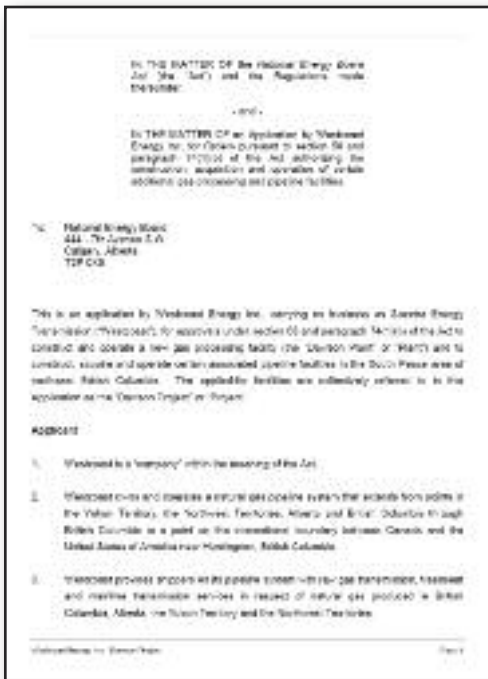 IN THE MATTER OF the National Energy Board
Act (the "Act") and the Regulations made
thereunder;
- and -
IN THE MATTER OF an Application by Westcoast
Energy Inc. for Orders pursuant to section 58 and
paragraph of the Act authorizing the
construction, acquisition and operation of certain
additional gas processing and pipeline facilities.
To: National Energy Board
444 - 7th Avenue S.W.
Calgary, Alberta
T2P 0X8
This is an application by Westcoast Energy Inc., carrying on business as Spectra Energy
Transmission ("Westcoast"), for approvals under section 58 and paragraph of the Act to
construct and operate a new gas processing facility (the "Dawson Plant" or "Plant") and to
construct, acquire and operate certain associated pipeline facilities in the South Peace area of
northeast British Columbia. The applied-for facilities are collectively referred to in this
Application as the "Dawson Project" or "Project".
Applicant
1. Westcoast is a "company" within the meaning of the Act.
2. Westcoast owns and operates a natural gas pipeline system that extends from points in
the Yukon Territory, the Northwest Territories, Alberta and British Columbia through
British Columbia to a point on the international boundary between Canada and the
United States of America near Huntingdon, British Columbia.
3. Westcoast provides shippers on its pipeline system with raw gas transmission, treatment
and mainline transmission services in respect of natural gas produced in British
Columbia, Alberta, the Yukon Territory and the Northwest Territories.
Westcoast Energy Inc. Dawson Project
Page